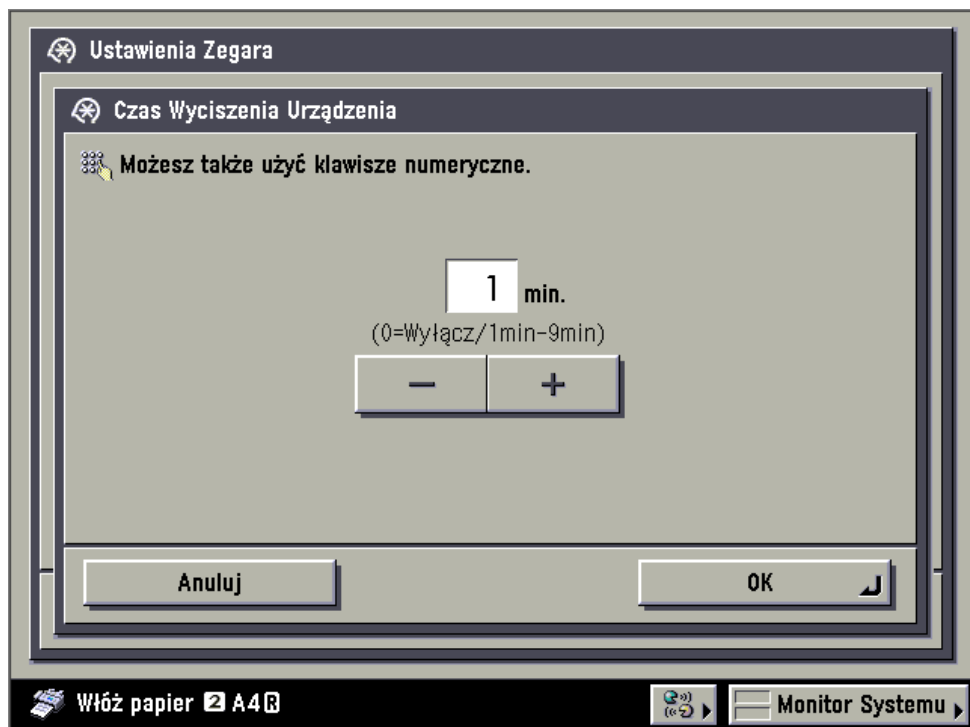 Ustawienia Zegara
Czas Wyciszenia Urządzenia
Możesz także użyć klawisze numeryczne.
1 min.
(0=Wyłącz/1min-9min)
− +
Anuluj OK
Włóż papier 2 A4R Monitor Systemu